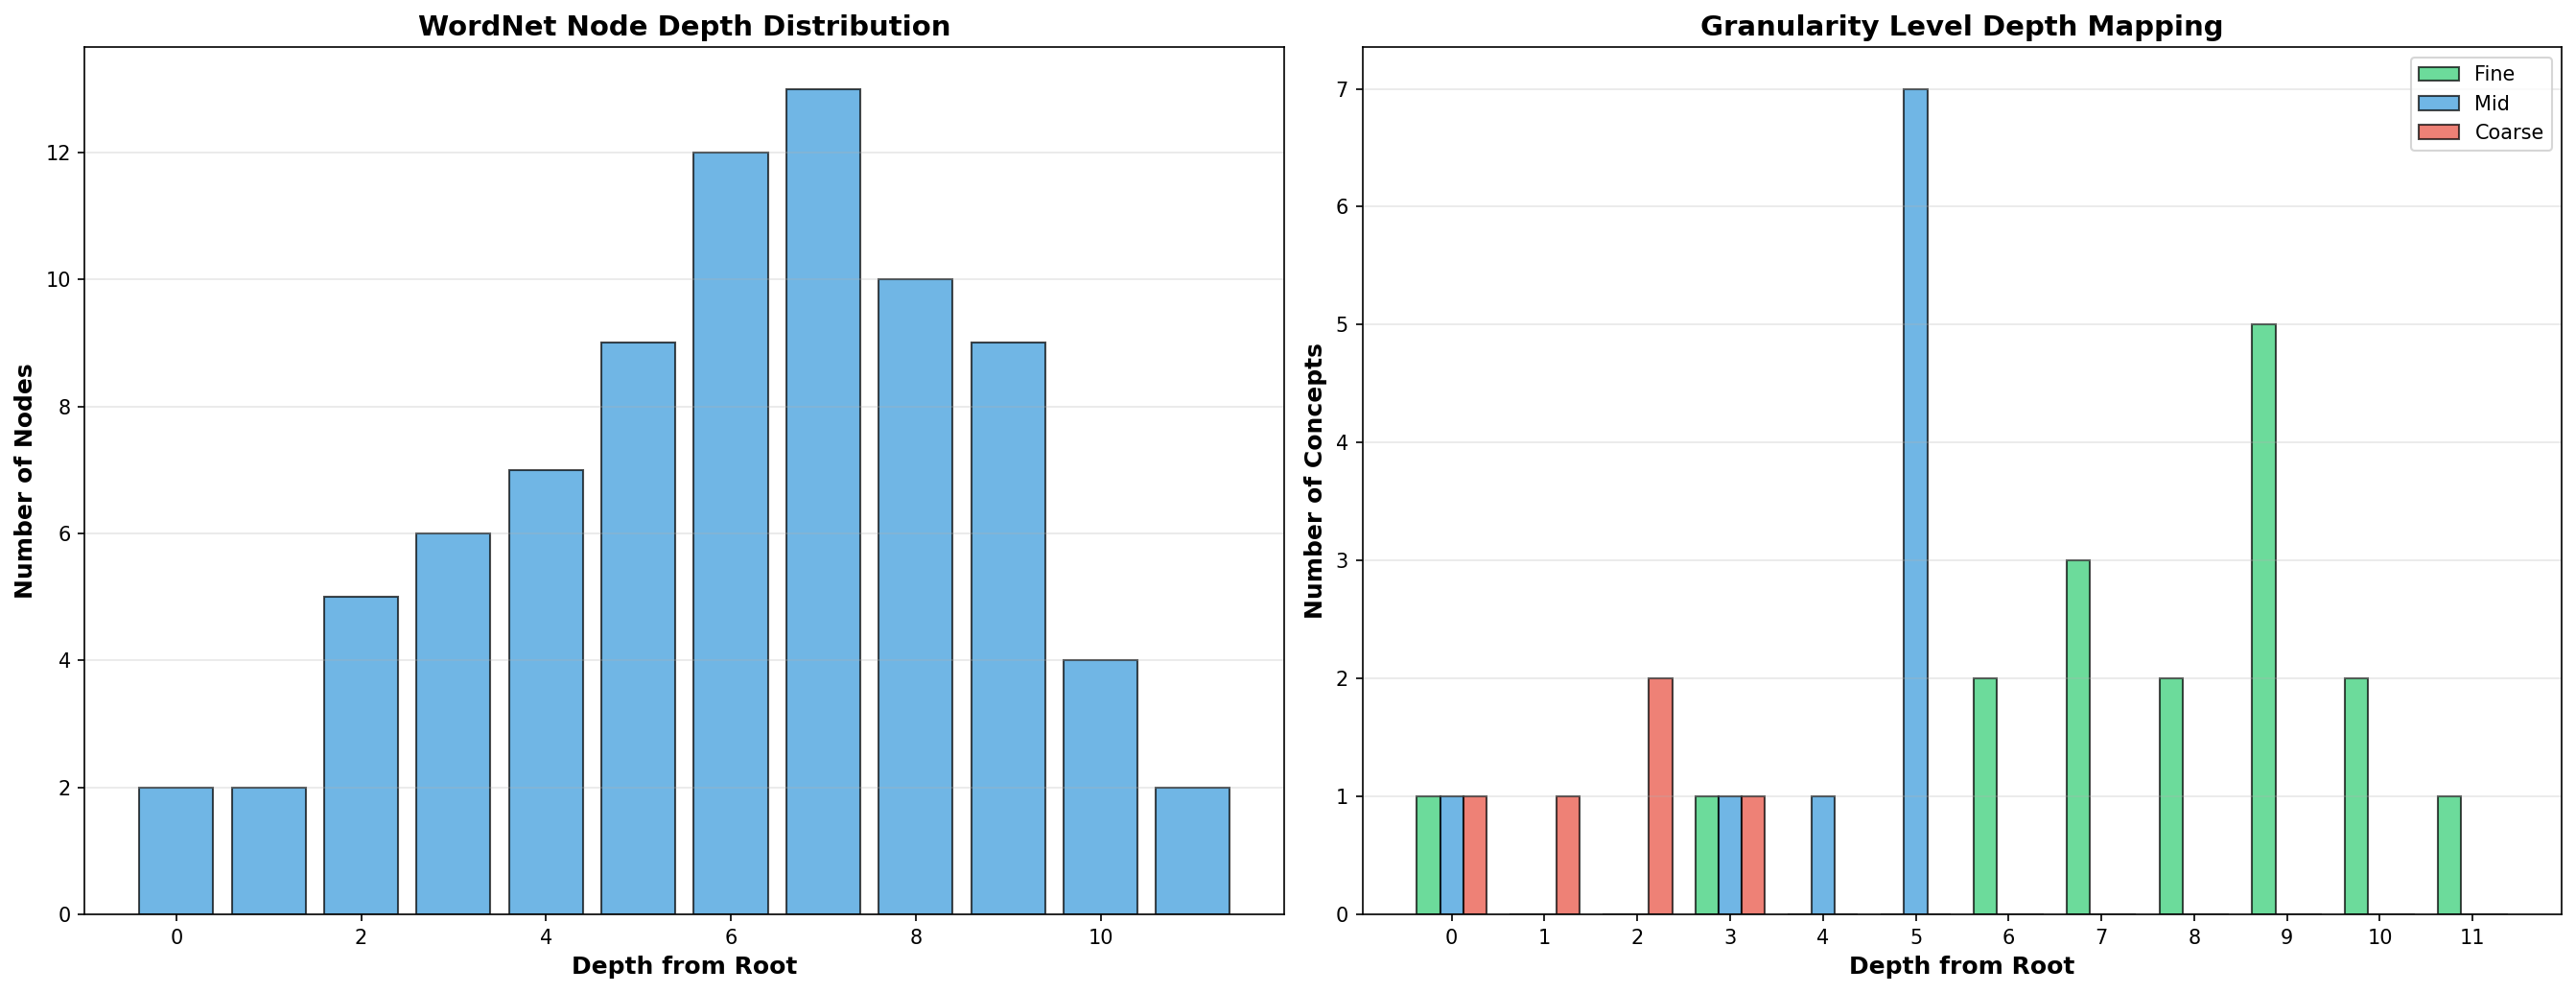 WordNet Node Depth Distribution
Number of Nodes
12
10
8
6
4
2
0
0 2 4 6 8 10
Depth from Root
Granularity Level Depth Mapping
Fine
Mid
Coarse
Number of Concepts
7
6
5
4
3
2
1
0
0 1 2 3 4 5 6 7 8 9 10 11
Depth from Root